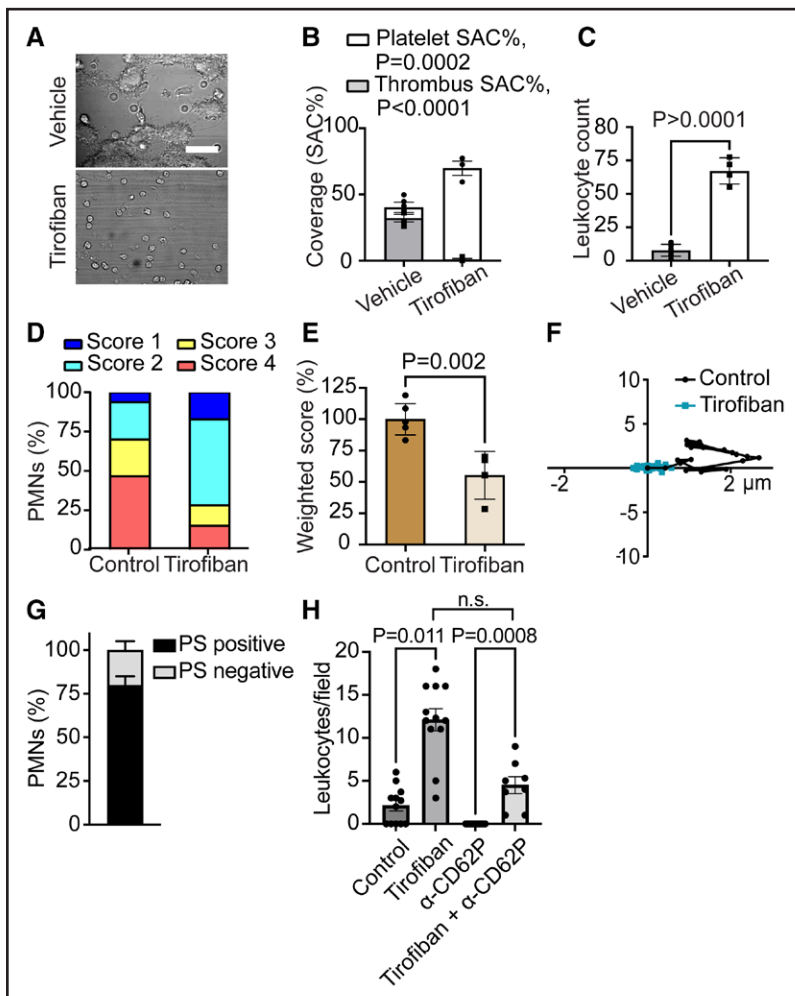 A
Vehicle
Tirofiban
B
Platelet SAC%,
P=0.0002
Thrombus SAC%,
P<0.0001
Coverage (SAC%)
100
50
0
Vehicle
Tirofiban
C
P>0.0001
Leukocyte count
80
75
50
25
0
Vehicle
Tirofiban
D
Score 1
Score 3
Score 2
Score 4
PMNs (%)
100
75
50
25
0
Control Tirofiban
E
P=0.002
Weighted score (%)
125
100
75
50
25
0
Control Tirofiban
F
10
Control
Tirofiban
5
-2
2 µm
-5
-10
G
PS positive
PS negative
PMNs (%)
100
75
50
25
0
H
n.s.
P=0.011 P=0.0008
Leukocytes/field
20
15
10
5
0
Control
Tirofiban
α-CD62P
Tirofiban + α-CD62P